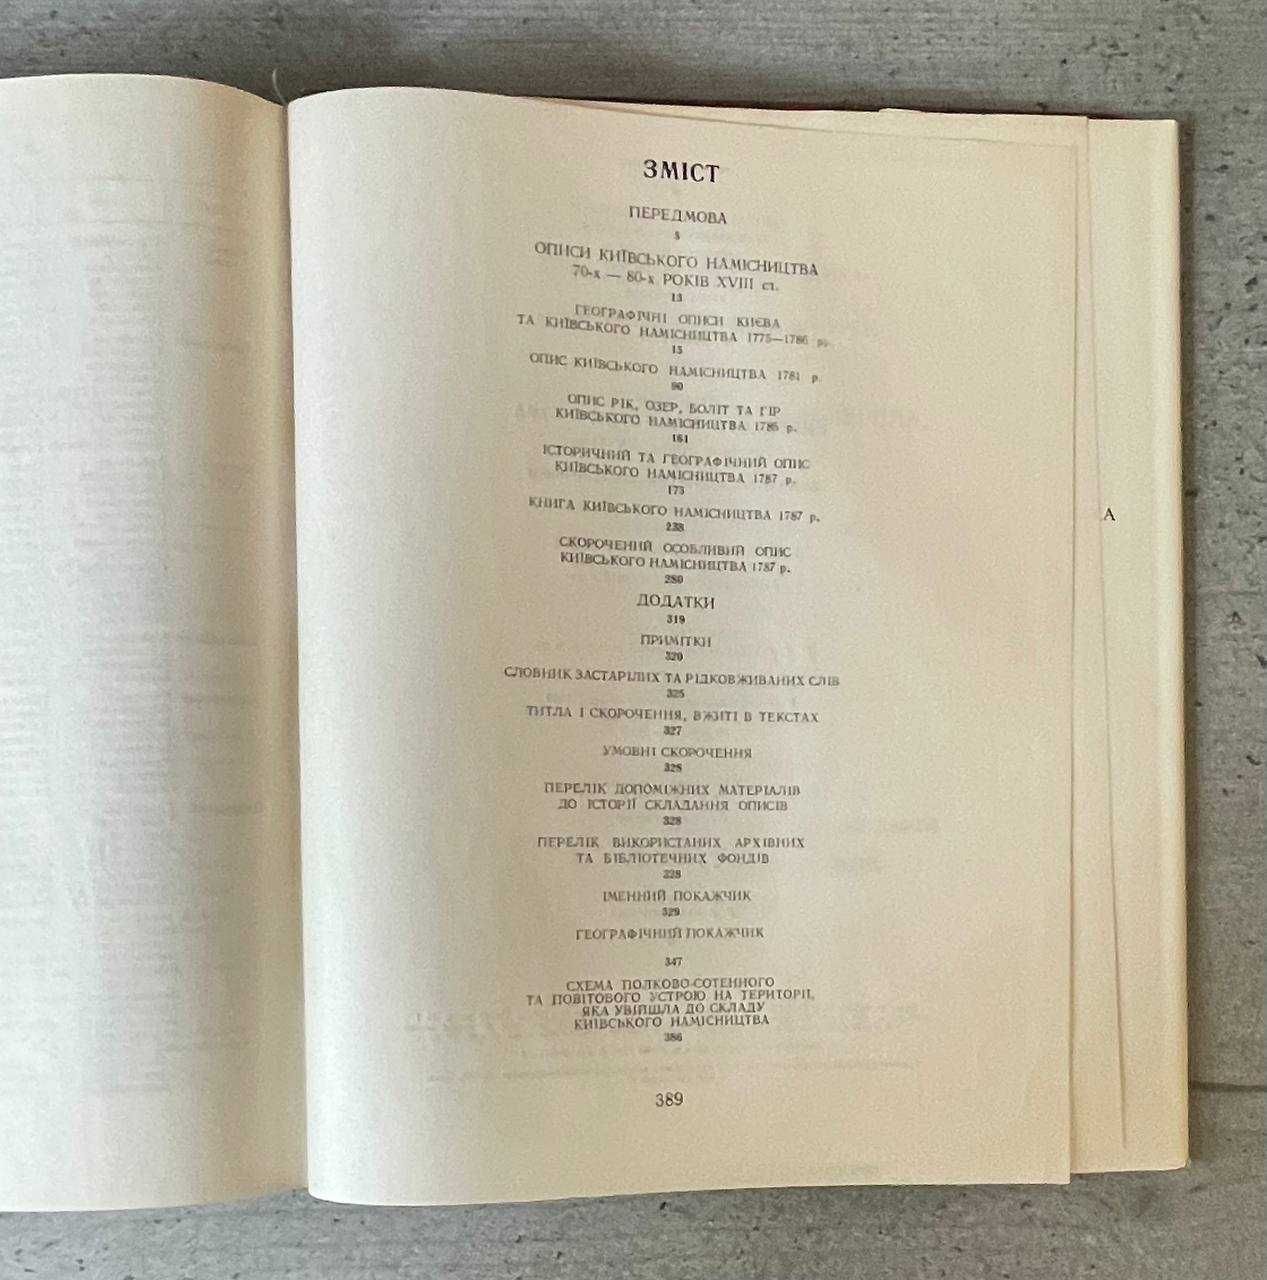 ЗМІСТ
ПЕРЕДМОВА
5
ОПИСИ КИЇВСЬКОГО НАМІСНИЦТВА
70-х — 80-х РОКІВ XVIII ст.
13
ГЕОГРАФІЧНІ ОПИСИ КИЄВА
ТА КИЇВСЬКОГО НАМІСНИЦТВА 1775—1786 рр.
15
ОПИС КИЇВСЬКОГО НАМІСНИЦТВА 1781 р.
90
ОПИС РІК, ОЗЕР, БОЛІТ ТА ГІР
КИЇВСЬКОГО НАМІСНИЦТВА 1785 р.
161
ІСТОРИЧНИЙ ТА ГЕОГРАФІЧНИЙ ОПИС
КИЇВСЬКОГО НАМІСНИЦТВА 1787 р.
173
КНИГА КИЇВСЬКОГО НАМІСНИЦТВА 1787 р.
238
СКОРОЧЕНИЙ ОСОБЛИВИЙ ОПИС
КИЇВСЬКОГО НАМІСНИЦТВА 1787 р.
280
ДОДАТКИ
319
ПРИМІТКИ
320
СЛОВНИК ЗАСТАРІЛИХ ТА РІДКОВЖИВАНИХ СЛІВ
325
ТИТЛА І СКОРОЧЕННЯ, ВЖИТІ В ТЕКСТАХ
327
УМОВНІ СКОРОЧЕННЯ
328
ПЕРЕЛІК ДОПОМІЖНИХ МАТЕРІАЛІВ
ДО ІСТОРІЇ СКЛАДАННЯ ОПИСІВ
328
ПЕРЕЛІК ВИКОРИСТАНИХ АРХІВНИХ
ТА БІБЛІОТЕЧНИХ ФОНДІВ
328
ІМЕННИЙ ПОКАЖЧИК
329
ГЕОГРАФІЧНИЙ ПОКАЖЧИК
347
СХЕМА ПОЛКОВО-СОТЕННОГО
ТА ПОВІТОВОГО УСТРОЮ НА ТЕРИТОРІЇ,
ЯКА УВІЙШЛА ДО СКЛАДУ
КИЇВСЬКОГО НАМІСНИЦТВА
386
389
А